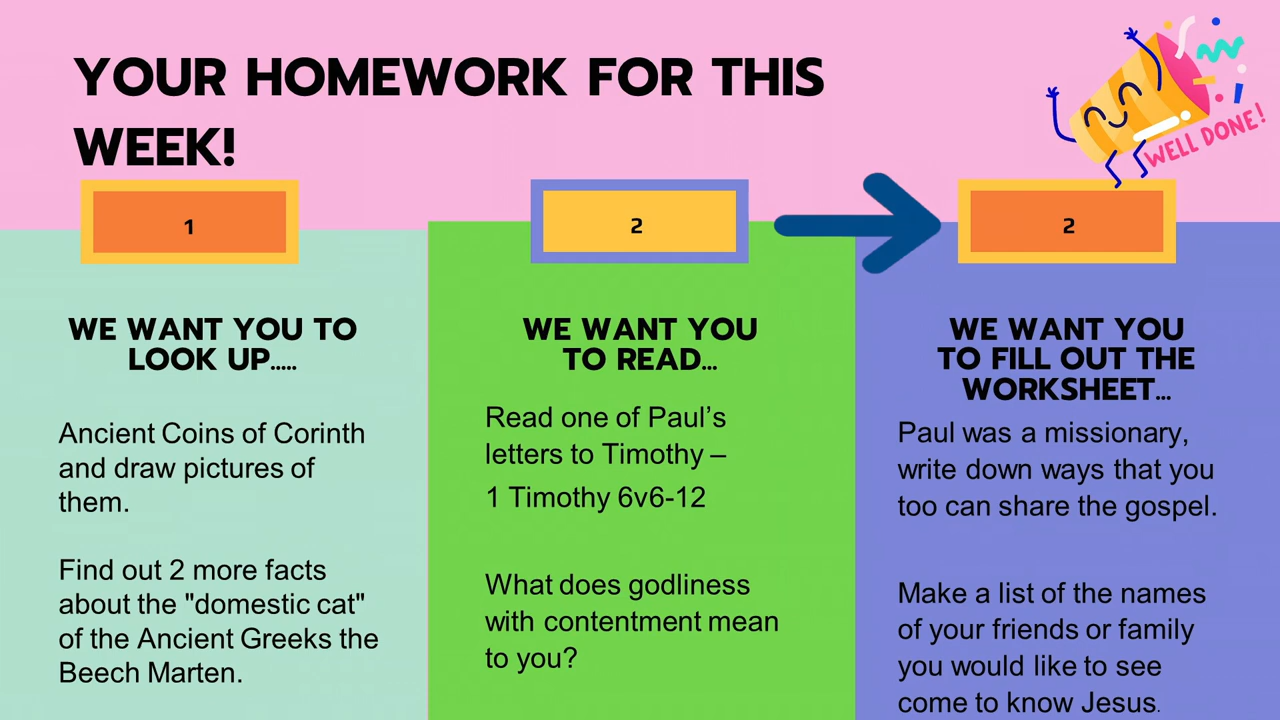 YOUR HOMEWORK FOR THIS
WEEK!
WELL DONE!
1
WE WANT YOU TO
LOOK UP.....
Ancient Coins of Corinth
and draw pictures of
them.
Find out 2 more facts
about the "domestic cat"
of the Ancient Greeks the
Beech Marten.
2
WE WANT YOU
TO READ...
Read one of Paul’s
letters to Timothy –
1 Timothy 6v6-12
What does godliness
with contentment mean
to you?
2
WE WANT YOU
TO FILL OUT THE
WORKSHEET...
Paul was a missionary,
write down ways that you
too can share the gospel.
Make a list of the names
of your friends or family
you would like to see
come to know Jesus.